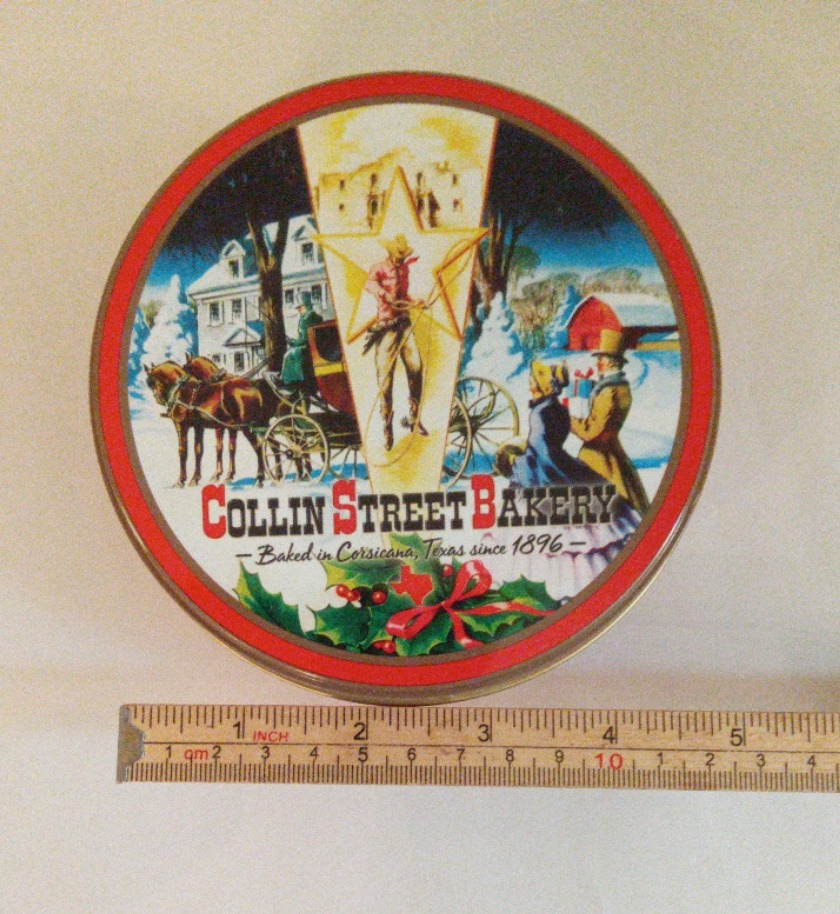 COLLIN STREET BAKERY
— Baked in Corsicana, Texas since 1896 —
1 INCH 2 3 4 5
1 cm 2 3 4 5 6 7 8 9 10 1 2 3 4